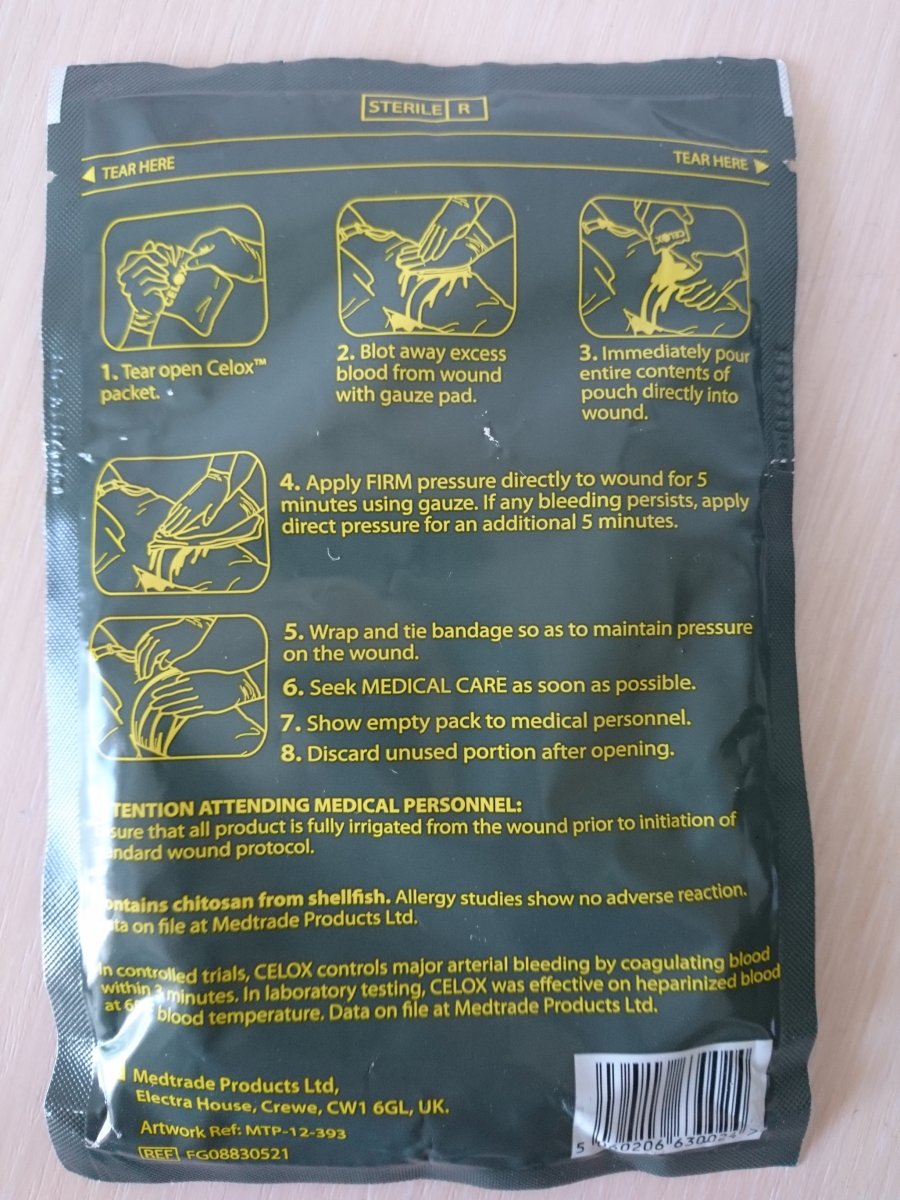 STERILE R
TEAR HERE
TEAR HERE
CELOX
1. Tear open Celox™
packet.
2. Blot away excess
blood from wound
with gauze pad.
3. Immediately pour
entire contents of
pouch directly into
wound.
4. Apply FIRM pressure directly to wound for 5
minutes using gauze. If any bleeding persists, apply
direct pressure for an additional 5 minutes.
5. Wrap and tie bandage so as to maintain pressure
on the wound.
6. Seek MEDICAL CARE as soon as possible.
7. Show empty pack to medical personnel.
8. Discard unused portion after opening.
TENTION ATTENDING MEDICAL PERSONNEL:
sure that all product is fully irrigated from the wound prior to initiation of
ndard wound protocol.
ontains chitosan from shellfish. Allergy studies show no adverse reaction.
ta on file at Medtrade Products Ltd.
In controlled trials, CELOX controls major arterial bleeding by coagulating blood
within 3 minutes. In laboratory testing, CELOX was effective on heparinized blood
at blood temperature. Data on file at Medtrade Products Ltd.
Medtrade Products Ltd,
Electra House, Crewe, CW1 6GL, UK.
Artwork Ref: MTP-12-393
REF FG08830521